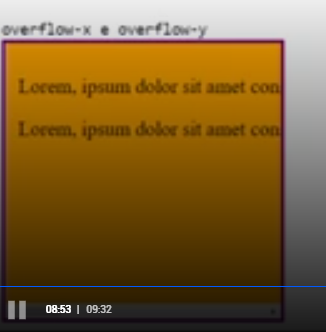 overflow-x e overflow-y
Lorem, ipsum dolor sit amet con
Lorem, ipsum dolor sit amet con
08:53 | 09:32